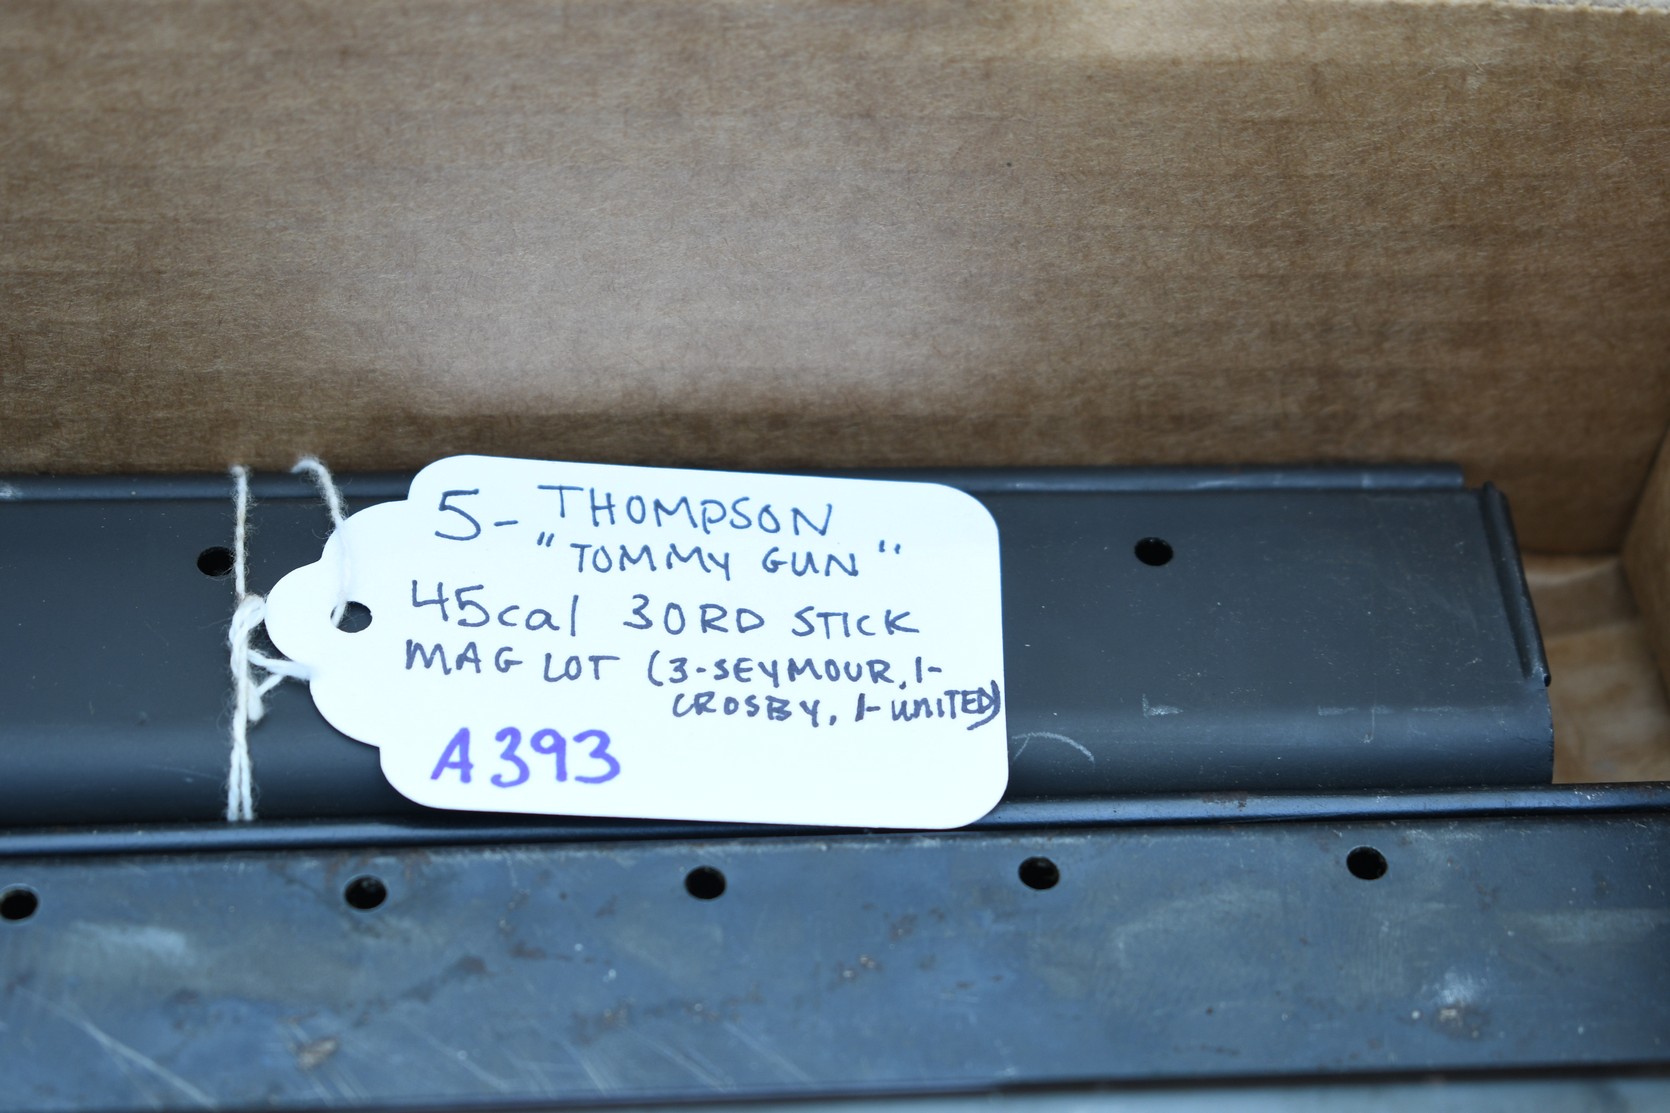 5- THOMPSON
"TOMMY GUN"
45cal 30RD STICK
MAG LOT (3-SEYMOUR, 1-
CROSBY, 1-UNITED)
A393